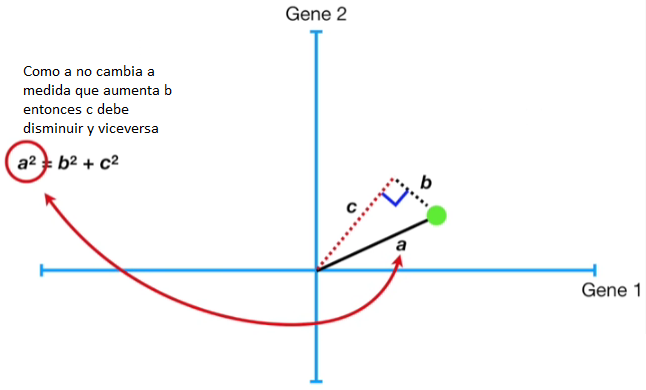 Gene 2
Como a no cambia a
medida que aumenta b
entonces c debe
disminuir y viceversa
a² = b² + c²
b
c
a
Gene 1